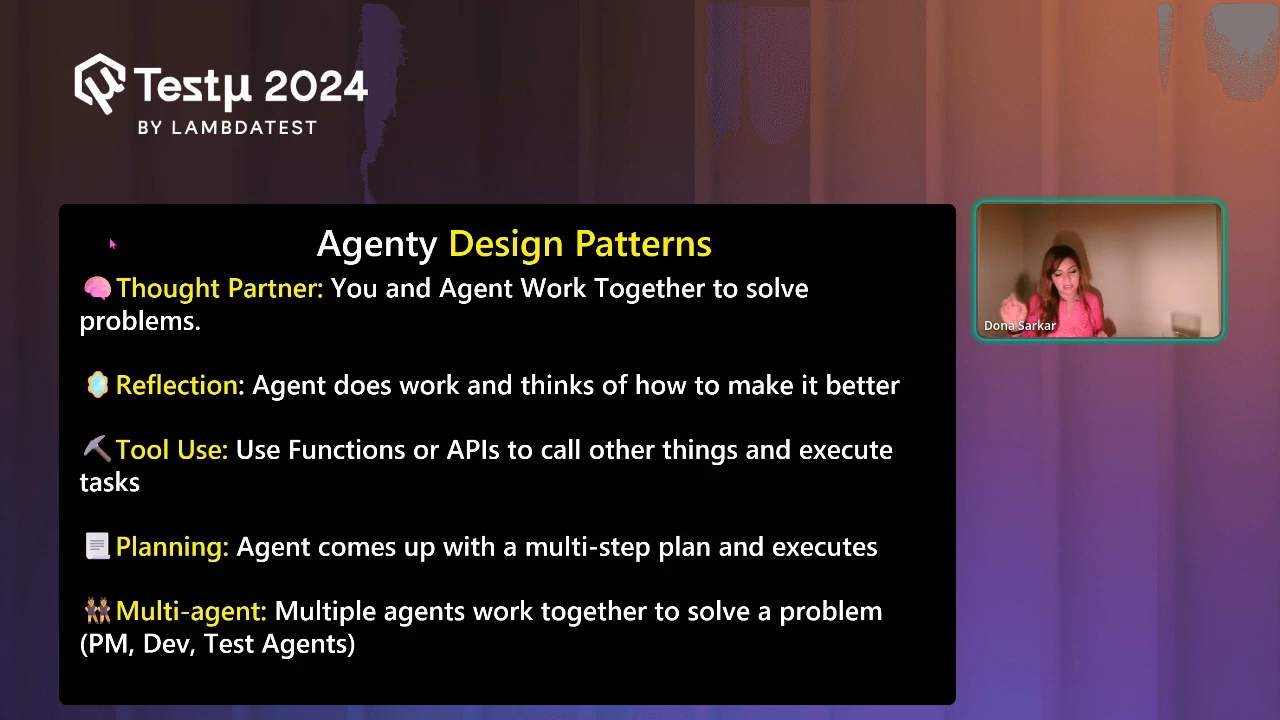 Testμ 2024
BY LAMBDATEST
Agenty Design Patterns
Thought Partner: You and Agent Work Together to solve
problems.
Reflection: Agent does work and thinks of how to make it better
Tool Use: Use Functions or APIs to call other things and execute
tasks
Planning: Agent comes up with a multi-step plan and executes
Multi-agent: Multiple agents work together to solve a problem
(PM, Dev, Test Agents)
Dona Sarkar